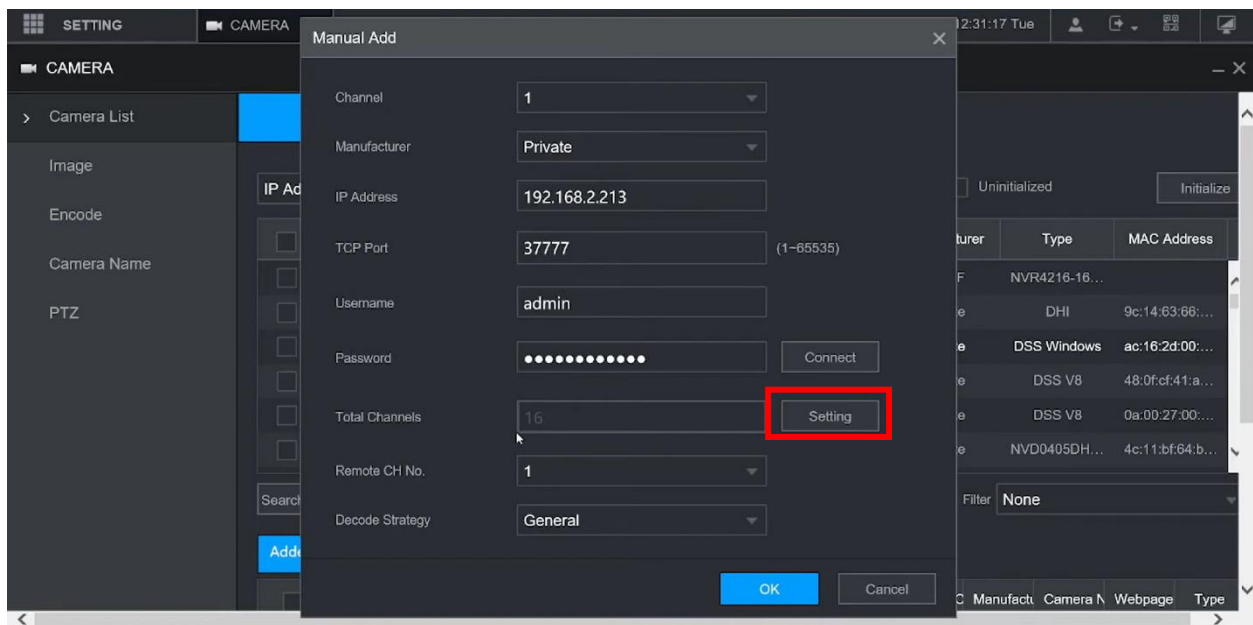 SETTING CAMERA 12:31:17 Tue
Manual Add
CAMERA
Camera List
Image
Encode
Camera Name
PTZ
Channel 1
Manufacturer Private
IP Address 192.168.2.213
TCP Port 37777 (1~65535)
Username admin
Password ●●●●●●●●●●●● Connect
Total Channels 16 Setting
Remote CH No. 1
Decode Strategy General
OK Cancel
IP Ad Uninitialized Initialize
turer Type MAC Address
F NVR4216-16...
e DHI 9c:14:63:66:...
e DSS Windows ac:16:2d:00:...
e DSS V8 48:0f:cf:41:a...
e DSS V8 0a:00:27:00:...
e NVD0405DH... 4c:11:bf:64:b...
Search Filter None
Adde
C Manufactu Camera N Webpage Type